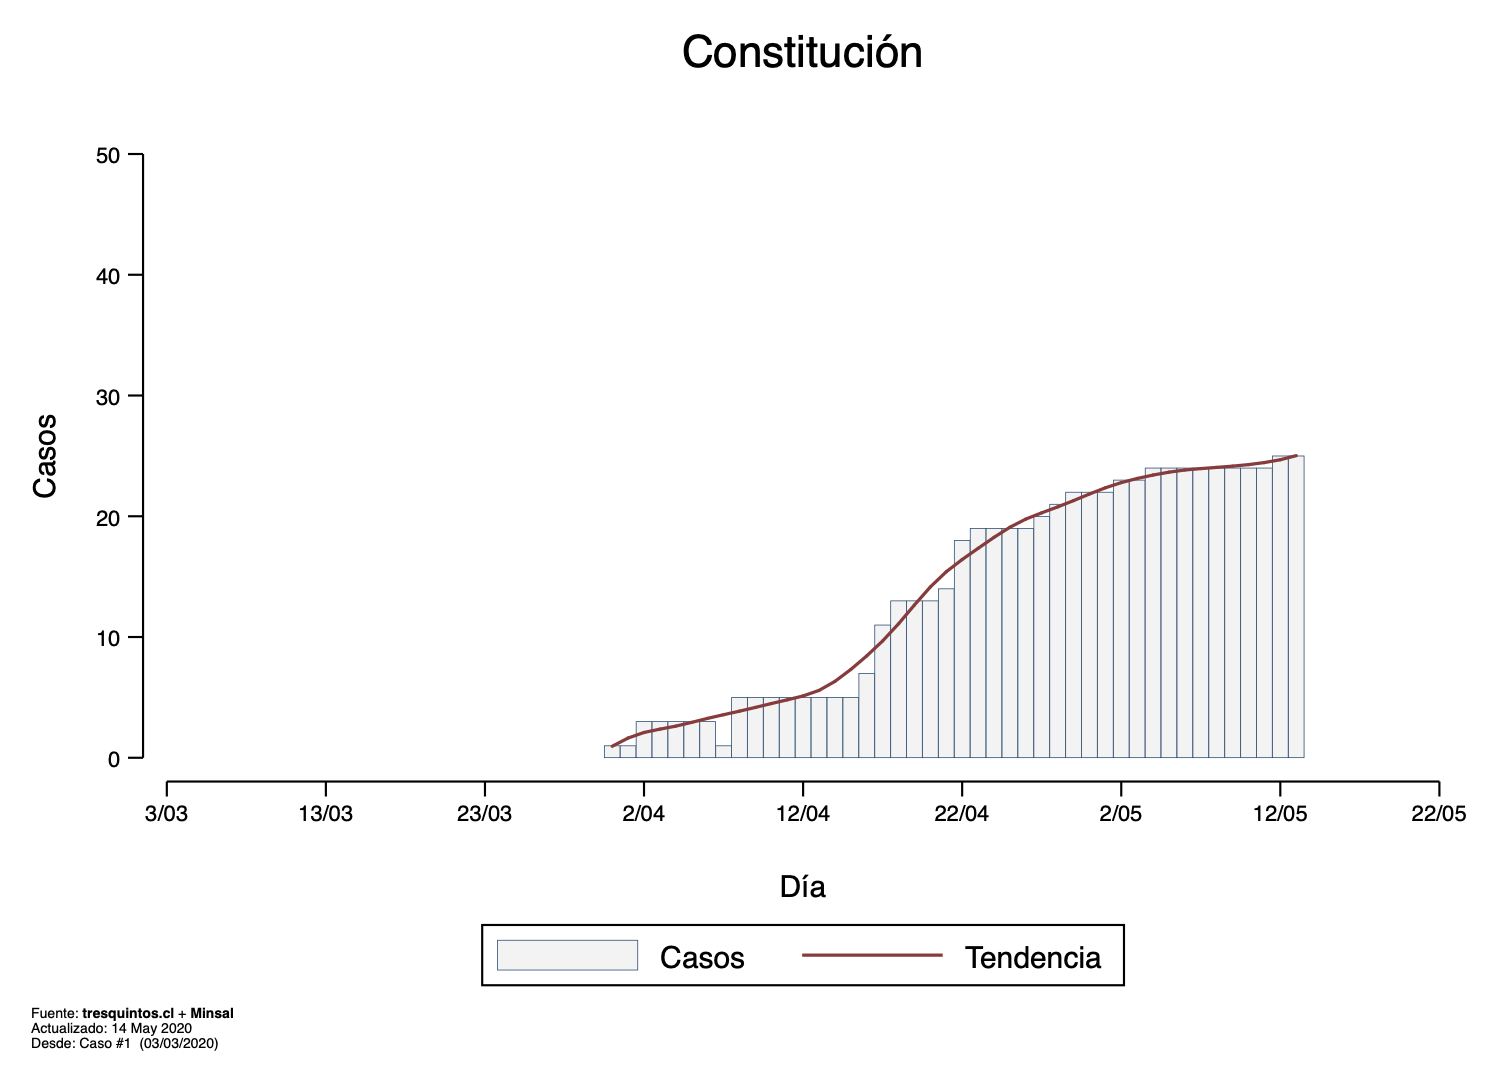 Constitución
Casos
50
40
30
20
10
0
3/03 13/03 23/03 2/04 12/04 22/04 2/05 12/05 22/05
Día
Casos Tendencia
Fuente: tresquintos.cl + Minsal
Actualizado: 14 May 2020
Desde: Caso #1 (03/03/2020)